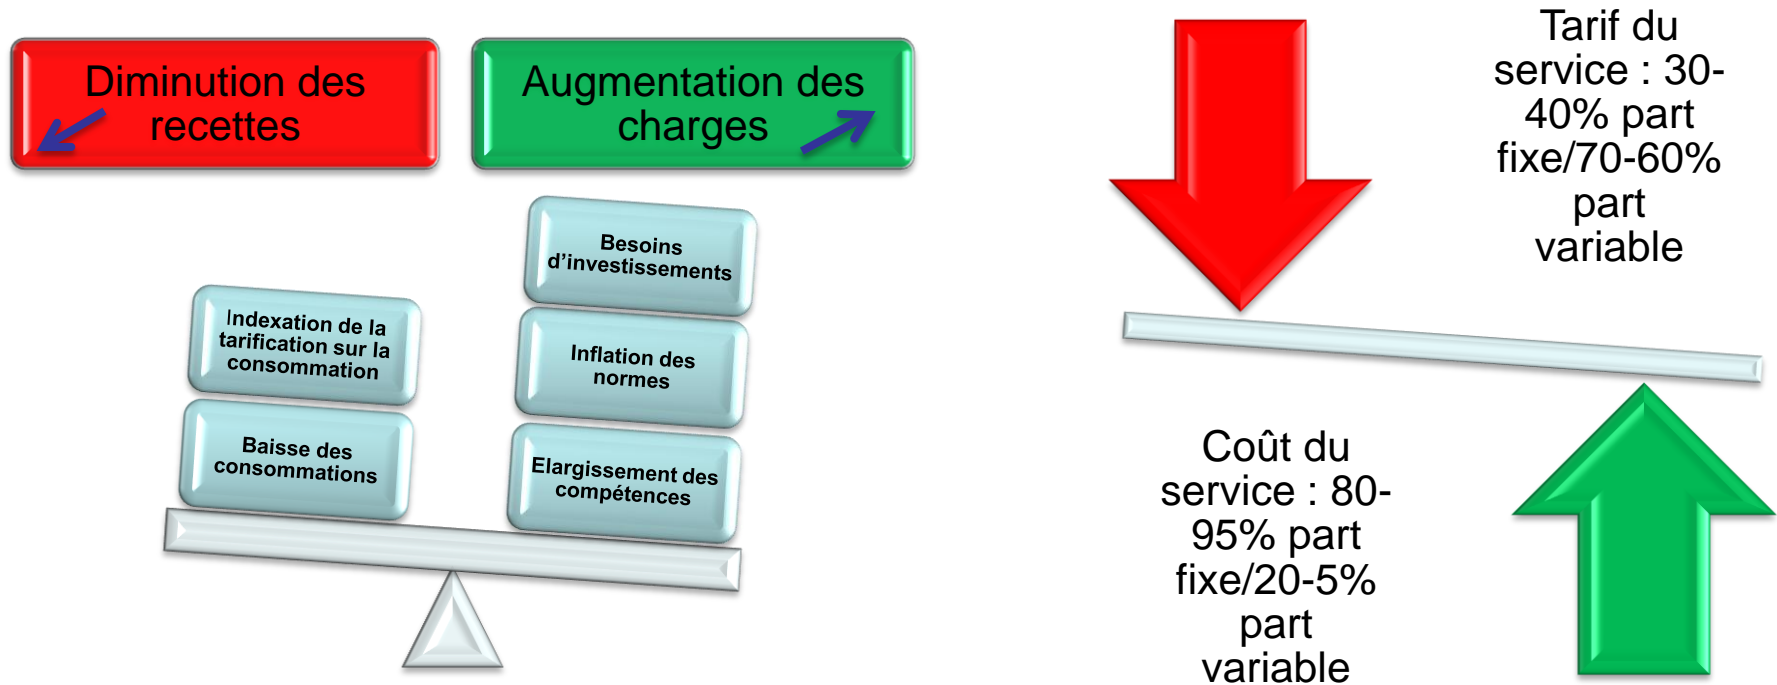 Diminution des
recettes
Augmentation des
charges
Besoins
d’investissements
Indexation de la
tarification sur la
consommation
Inflation des
normes
Baisse des
consommations
Elargissement des
compétences
Tarif du
service : 30-
40% part
fixe/70-60%
part
variable
Coût du
service : 80-
95% part
fixe/20-5%
part
variable